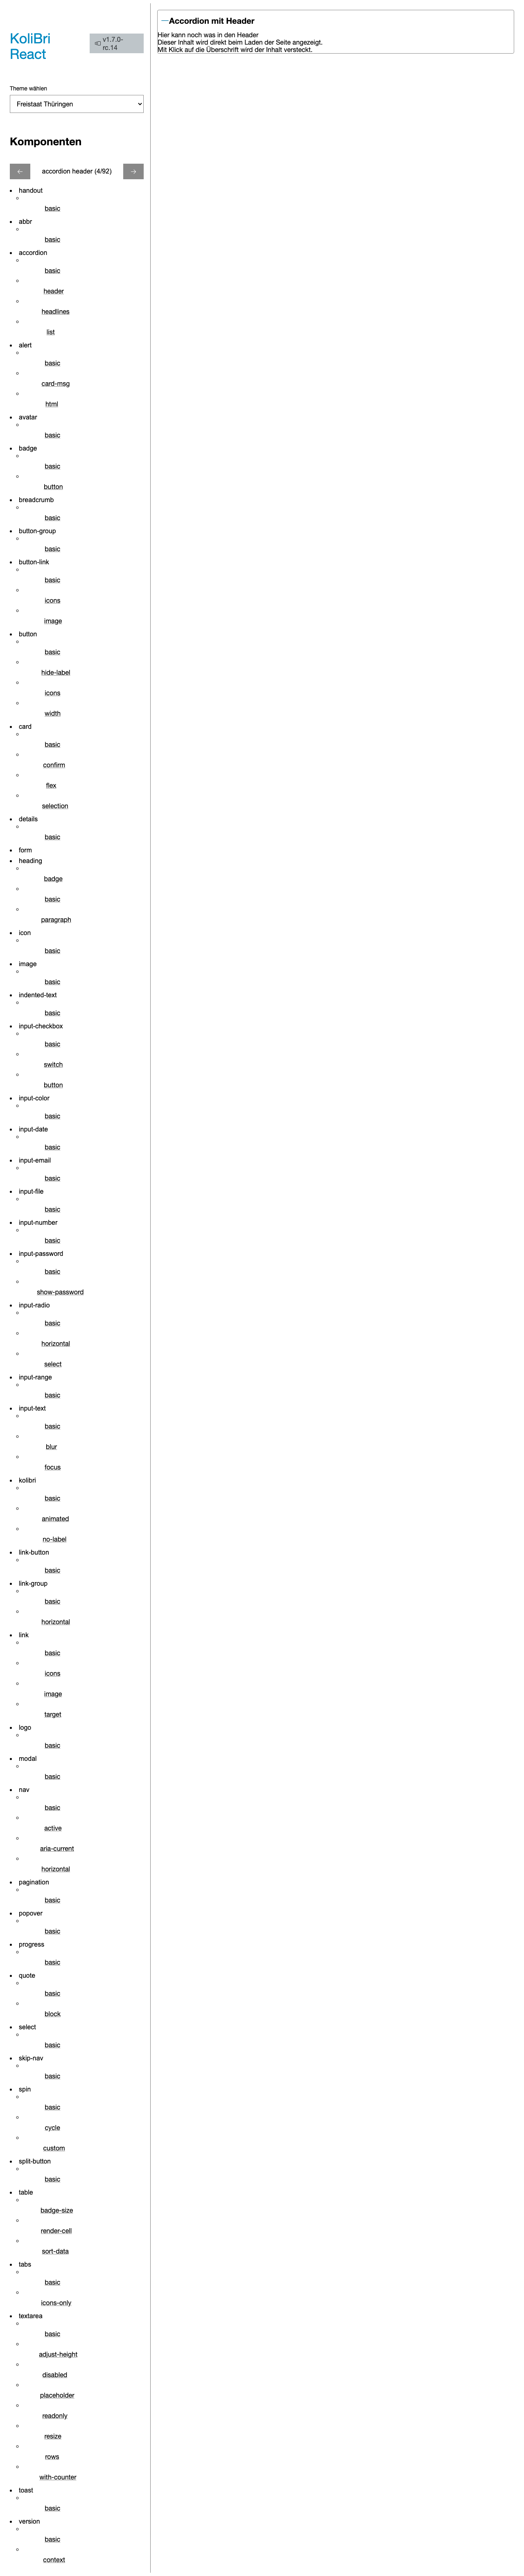 KoliBri
React
v1.7.0-
rc.14
Theme wählen
Freistaat Thüringen
Komponenten
accordion header (4/92)
handout
basic
abbr
basic
accordion
basic
header
headlines
list
alert
basic
card-msg
html
avatar
basic
badge
basic
button
breadcrumb
basic
button-group
basic
button-link
basic
icons
image
button
basic
hide-label
icons
width
card
basic
confirm
flex
selection
details
basic
form
heading
badge
basic
paragraph
icon
basic
image
basic
indented-text
basic
input-checkbox
basic
switch
button
input-color
basic
input-date
basic
input-email
basic
input-file
basic
input-number
basic
input-password
basic
show-password
input-radio
basic
horizontal
select
input-range
basic
input-text
basic
blur
focus
kolibri
basic
animated
no-label
link-button
basic
link-group
basic
horizontal
link
basic
icons
image
target
logo
basic
modal
basic
nav
basic
active
aria-current
horizontal
pagination
basic
popover
basic
progress
basic
quote
basic
block
select
basic
skip-nav
basic
spin
basic
cycle
custom
split-button
basic
table
badge-size
render-cell
sort-data
tabs
basic
icons-only
textarea
basic
adjust-height
disabled
placeholder
readonly
resize
rows
with-counter
toast
basic
version
basic
context
Accordion mit Header
Hier kann noch was in den Header
Dieser Inhalt wird direkt beim Laden der Seite angezeigt.
Mit Klick auf die Überschrift wird der Inhalt versteckt.